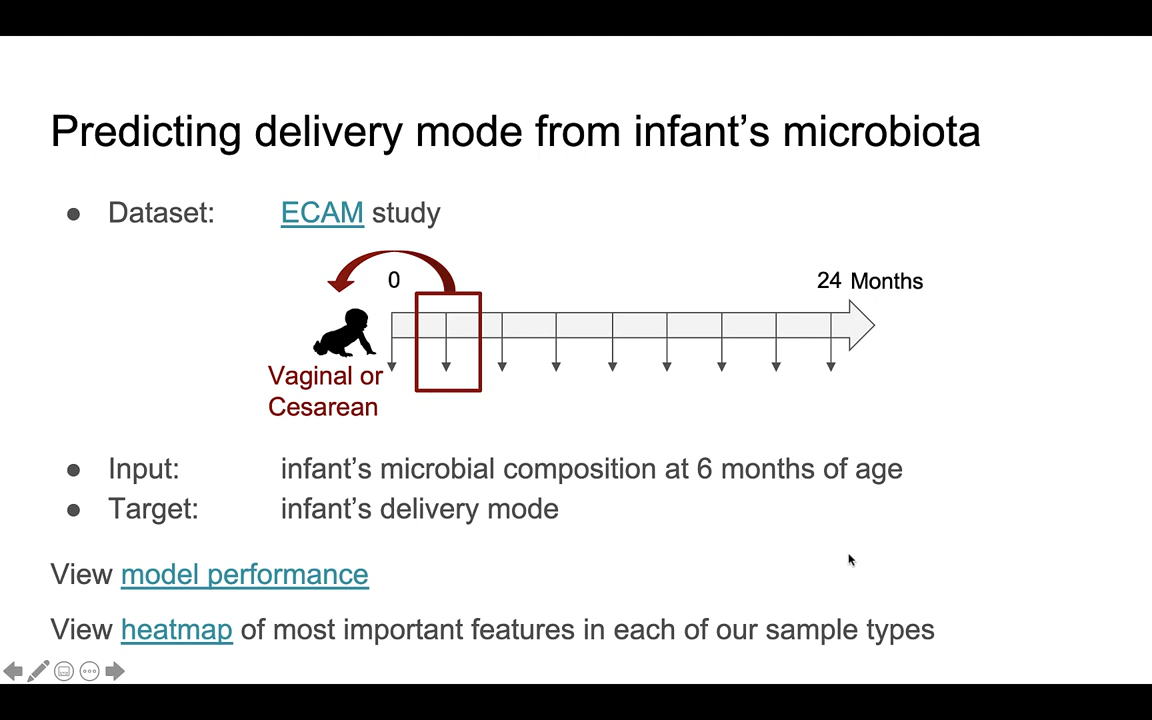 Predicting delivery mode from infant’s microbiota
● Dataset: ECAM study
0
24 Months
Vaginal or
Cesarean
● Input: infant’s microbial composition at 6 months of age
● Target: infant’s delivery mode
View model performance
View heatmap of most important features in each of our sample types